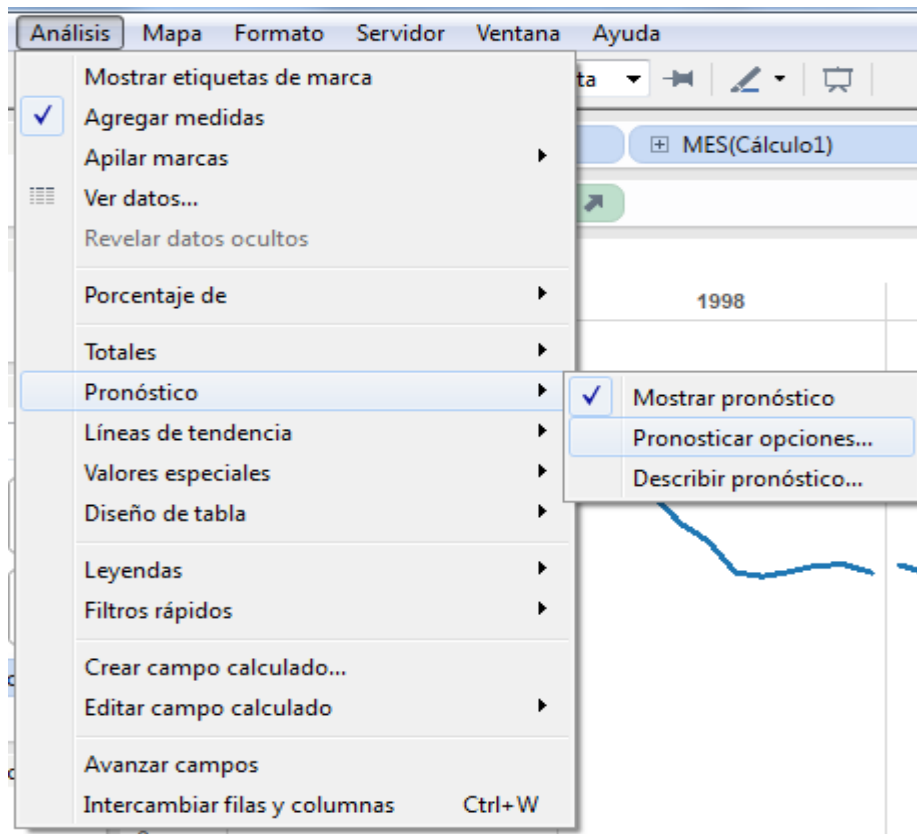 Análisis Mapa Formato Servidor Ventana Ayuda
Mostrar etiquetas de marca
ta
Agregar medidas
MES(Cálculo1)
Apilar marcas
Ver datos...
Revelar datos ocultos
Porcentaje de
1998
Totales
Pronóstico
Mostrar pronóstico
Líneas de tendencia
Pronosticar opciones...
Valores especiales
Describir pronóstico...
Diseño de tabla
Leyendas
Filtros rápidos
Crear campo calculado...
Editar campo calculado
Avanzar campos
Intercambiar filas y columnas Ctrl+W